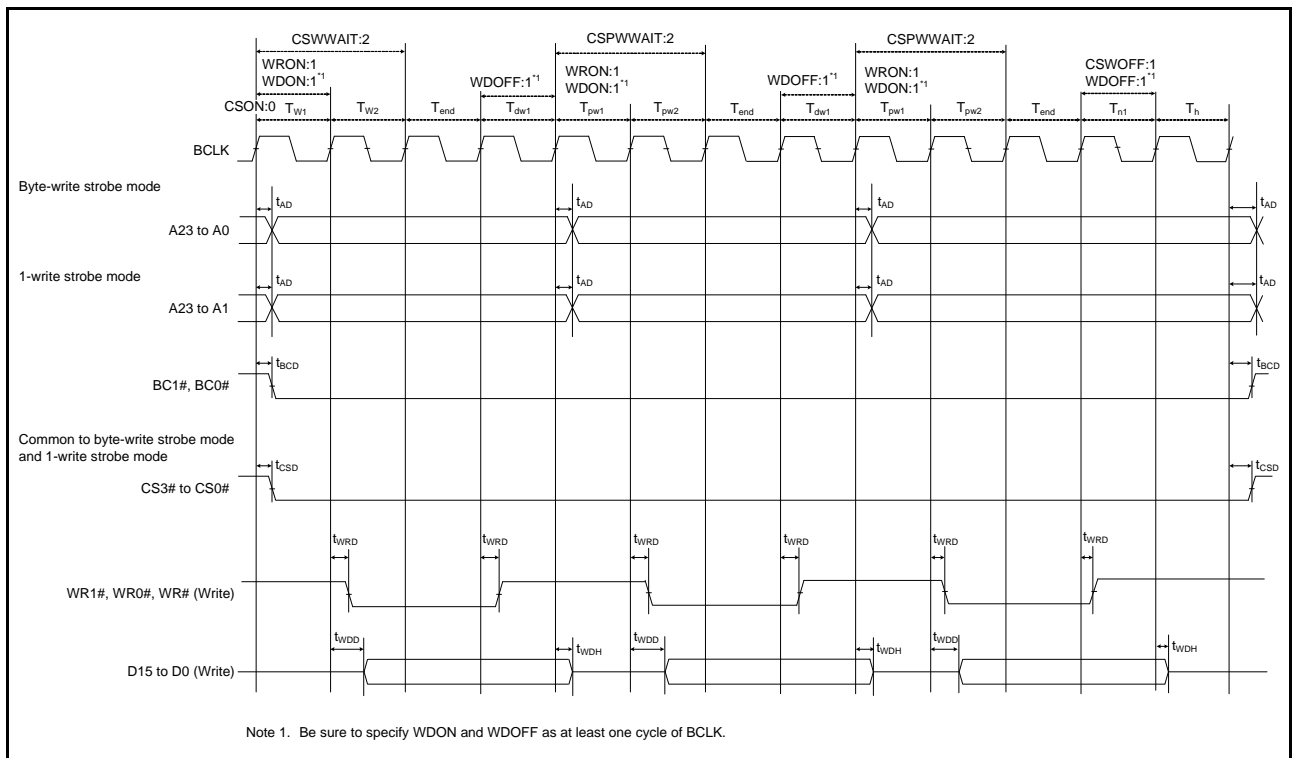 CSWWAIT:2 CSPWWAIT:2 CSPWWAIT:2
WRON:1 WRON:1 WRON:1 CSWOFF:1
WDON:1*1 WDOFF:1*1 WDON:1*1 WDOFF:1*1 WDON:1*1 WDOFF:1*1
CSON:0 TW1 TW2 Tend Tdw1 Tpw1 Tpw2 Tend Tdw1 Tpw1 Tpw2 Tend Tn1 Th
BCLK
Byte-write strobe mode
tAD tAD tAD tAD
A23 to A0
1-write strobe mode
tAD tAD tAD tAD
A23 to A1
tBCD tBCD
BC1#, BC0#
Common to byte-write strobe mode
and 1-write strobe mode
tCSD tCSD
CS3# to CS0#
tWRD tWRD tWRD tWRD tWRD tWRD
WR1#, WR0#, WR# (Write)
tWDD tWDH tWDD tWDH tWDD tWDH
D15 to D0 (Write)
Note 1. Be sure to specify WDON and WDOFF as at least one cycle of BCLK.